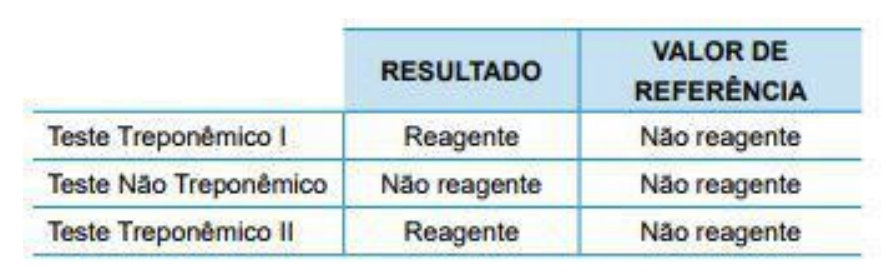 RESULTADO VALOR DE REFERÊNCIA
Teste Treponêmico I Reagente Não reagente
Teste Não Treponêmico Não reagente Não reagente
Teste Treponêmico II Reagente Não reagente